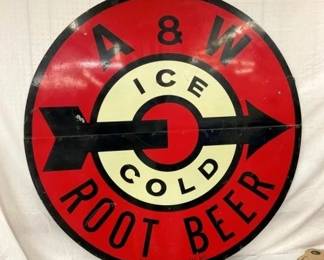 A & W
ICE
COLD
ROOT BEER